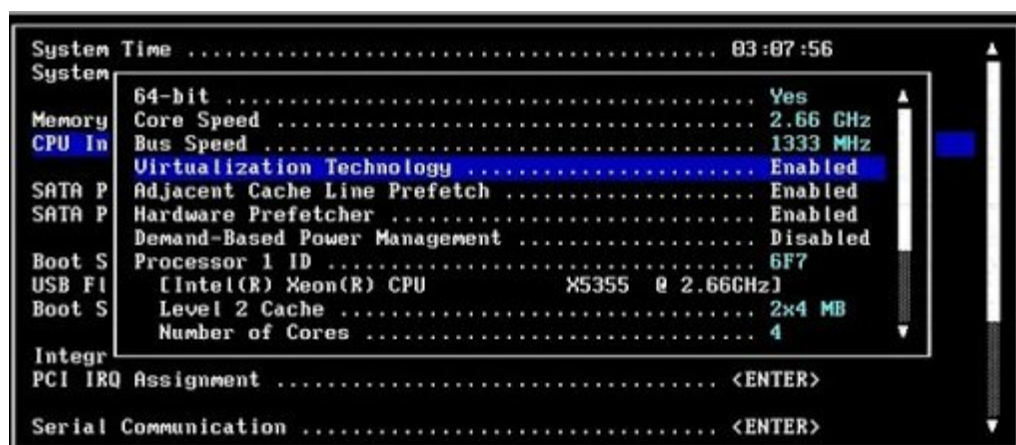 System Time .......................................... 03:07:56
System
64-bit .......................................... Yes
Memory
Core Speed ...................................... 2.66 GHz
CPU In
Bus Speed ....................................... 1333 MHz
Virtualization Technology ....................... Enabled
SATA P
Adjacent Cache Line Prefetch .................... Enabled
SATA P
Hardware Prefetcher ............................. Enabled
Demand-Based Power Management ................... Disabled
Boot S
Processor 1 ID .................................. 6F7
USB Fl
[Intel(R) Xeon(R) CPU X5355 @ 2.66GHz]
Boot S
Level 2 Cache ................................. 2x4 MB
Number of Cores ............................... 4
Integr
PCI IRQ Assignment ................................... <ENTER>
Serial Communication ................................. <ENTER>